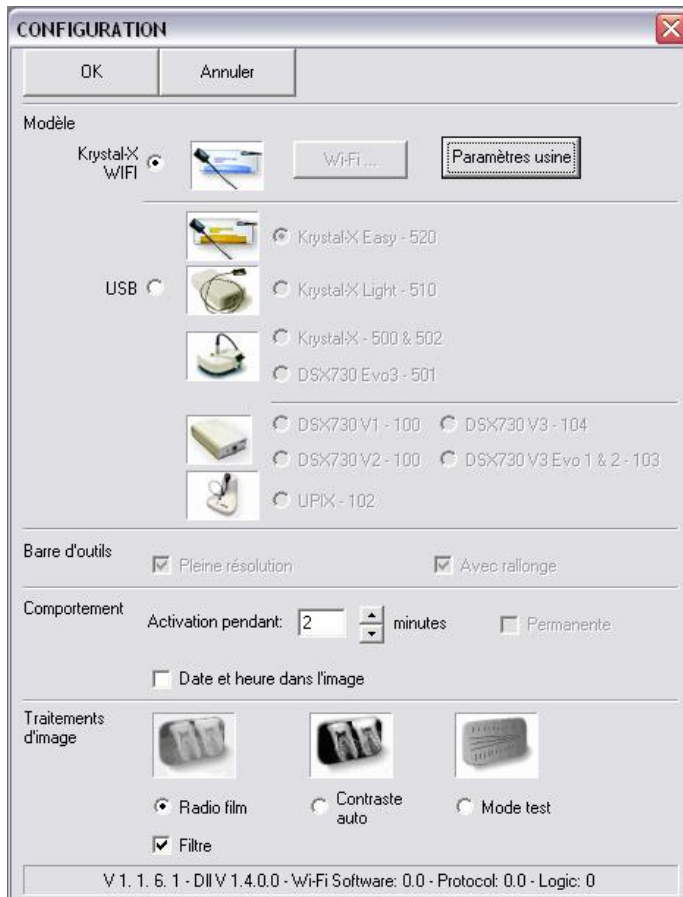 CONFIGURATION
OK Annuler
Modèle
Krystal-X
WIFI
Wi-Fi ... Paramètres usine
Krystal-X Easy - 520
USB Krystal-X Light - 510
Krystal-X - 500 & 502
DSX730 Evo3 - 501
DSX730 V1 - 100 DSX730 V3 - 104
DSX730 V2 - 100 DSX730 V3 Evo 1 & 2 - 103
UPIX - 102
Barre d'outils
Pleine résolution Avec rallonge
Comportement
Activation pendant: 2 minutes Permanente
Date et heure dans l'image
Traitements
d'image
Radio film Contraste
auto Mode test
Filtre
V 1. 1. 6. 1 - Dll V 1.4.0.0 - Wi-Fi Software: 0.0 - Protocol: 0.0 - Logic: 0